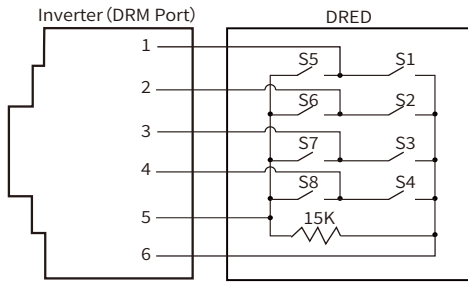 Inverter (DRM Port) DRED
1
S5 S1
2
S6 S2
3
S7 S3
4
S8 S4
5 15K
6